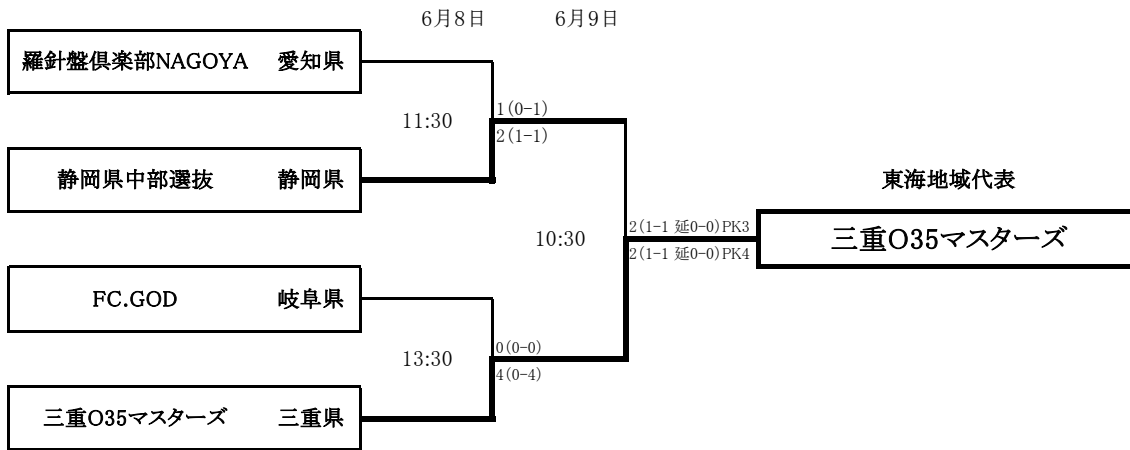 6月8日 6月9日
羅針盤倶楽部NAGOYA 愛知県
11:30
1(0-1)
2(1-1)
静岡県中部選抜 静岡県
東海地域代表
10:30
2(1-1 延0-0)PK3
2(1-1 延0-0)PK4
三重O35マスターズ
FC.GOD 岐阜県
13:30
0(0-0)
4(0-4)
三重O35マスターズ 三重県